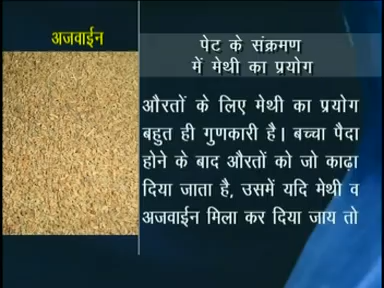 अजवाईन
पेट के संक्रमण
में मेथी का प्रयोग
औरतों के लिए मेथी का प्रयोग
बहुत ही गुणकारी है। बच्चा पैदा
होने के बाद औरतों को जो काढ़ा
दिया जाता है, उसमें यदि मेथी व
अजवाईन मिला कर दिया जाय तो